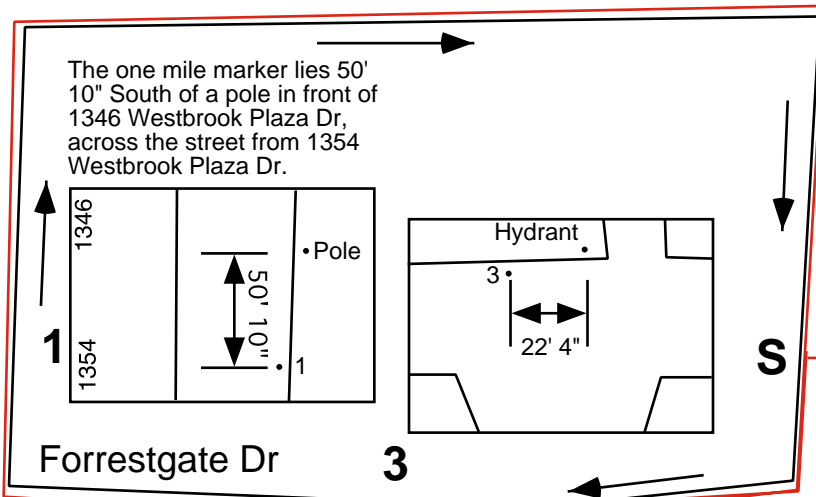 The one mile marker lies 50'
10" South of a pole in front of
1346 Westbrook Plaza Dr,
across the street from 1354
Westbrook Plaza Dr.
1346
1354
Pole
50' 10"
1
Hydrant
3
22' 4"
1
S
Forrestgate Dr
3